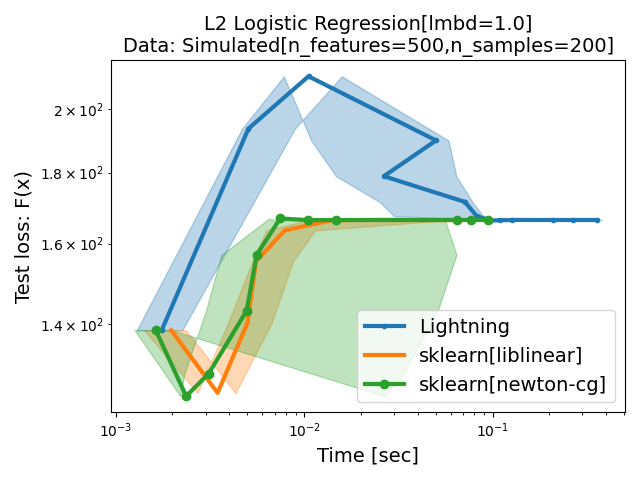 L2 Logistic Regression[lmbd=1.0]
Data: Simulated[n_features=500,n_samples=200]
Test loss: F(x)
2 × 10²
1.8 × 10²
1.6 × 10²
1.4 × 10²
Lightning
sklearn[liblinear]
sklearn[newton-cg]
10⁻³
10⁻²
10⁻¹
Time [sec]